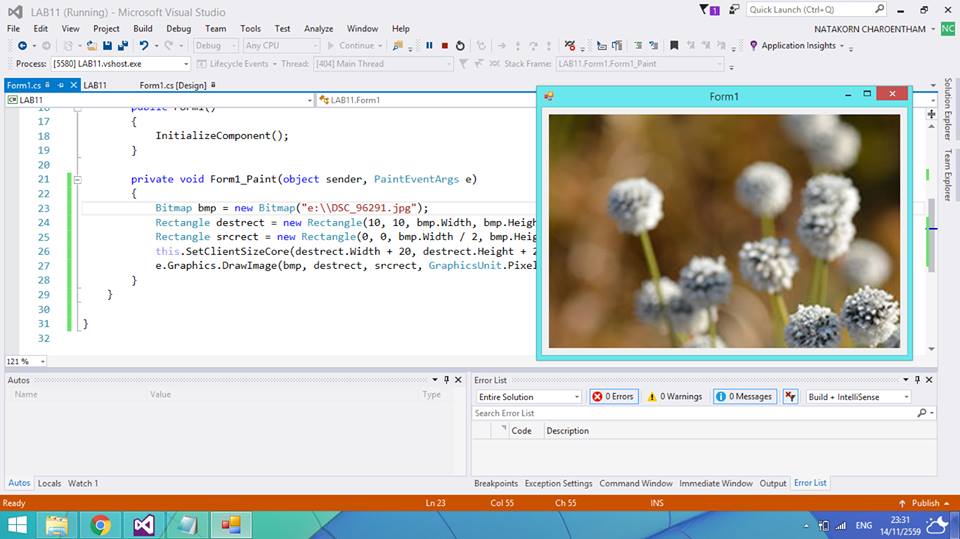 LAB11 (Running) - Microsoft Visual Studio
1
Quick Launch (Ctrl+Q)
File Edit View Project Build Debug Team Tools Test Analyze Window Help
NATAKORN CHAROENTHAM NC
Debug Any CPU Continue Application Insights
Process: [5580] LAB11.vshost.exe Lifecycle Events Thread: [404] Main Thread Stack Frame: LAB11.Form1.Form1_Paint
Form1.cs LAB11 Form1.cs [Design]
LAB11 LAB11.Form1
Form1
Solution Explorer
Team Explorer
16 public Form1()
17 {
18 InitializeComponent();
19 }
20
21 private void Form1_Paint(object sender, PaintEventArgs e)
22 {
23 Bitmap bmp = new Bitmap("e:\\DSC_96291.jpg");
24 Rectangle destrect = new Rectangle(10, 10, bmp.Width, bmp.Heigh
25 Rectangle srcrect = new Rectangle(0, 0, bmp.Width / 2, bmp.Heig
26 this.SetClientSizeCore(destrect.Width + 20, destrect.Height + 2
27 e.Graphics.DrawImage(bmp, destrect, srcrect, GraphicsUnit.Pixel
28 }
29 }
30
31 }
32
121 %
Autos
Name Value Type
Error List
Entire Solution 0 Errors 0 Warnings 0 Messages Build + IntelliSense
Search Error List
Code Description
Autos Locals Watch 1
Breakpoints Exception Settings Command Window Immediate Window Output Error List
Ready Ln 23 Col 55 Ch 55 INS Publish
ENG
23:31
14/11/2559